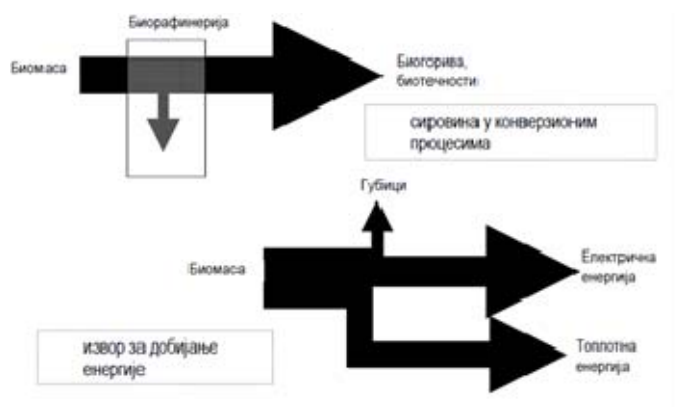 Биорафинерија
Биомаса
Биогорива,
биотечности
сировина у конверзионим
процесима
Губици
Биомаса
Електрична
енергија
извор за добијање
енергије
Топлотна
енергија